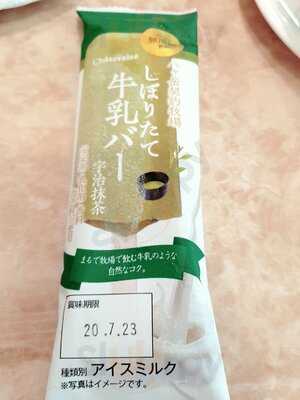 Châteraisé
しぼりたて
牛乳バー
宇治抹茶
まるで牧場で飲む牛乳のような
自然なコク。
賞味期限
20.7.23
種類別 アイスミルク
※写真はイメージです。